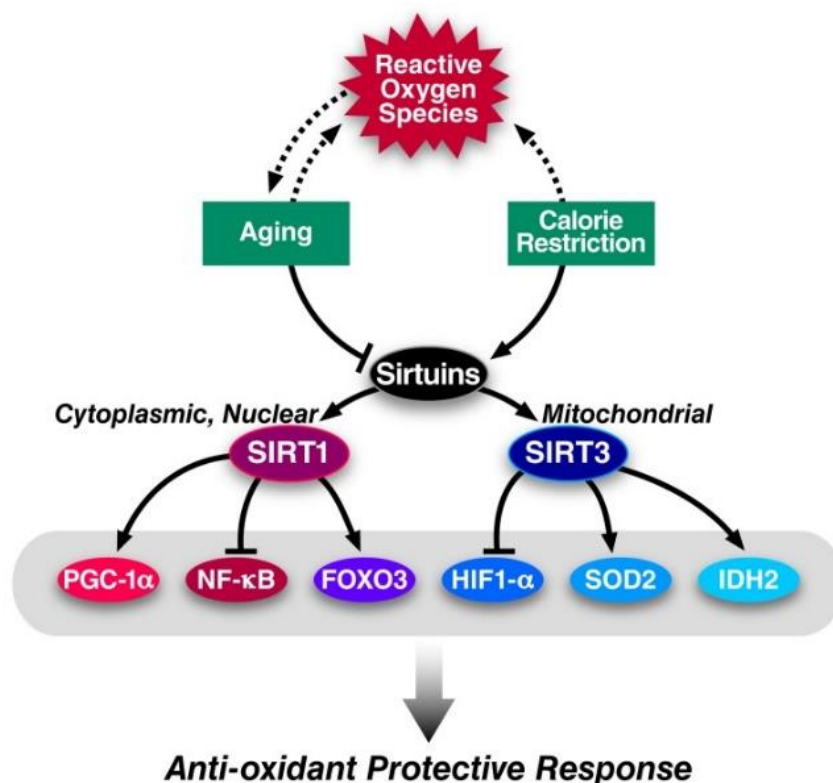 Reactive
Oxygen
Species
Aging
Calorie
Restriction
Sirtuins
Cytoplasmic, Nuclear
Mitochondrial
SIRT1
SIRT3
PGC-1α
NF-κB
FOXO3
HIF1-α
SOD2
IDH2
Anti-oxidant Protective Response